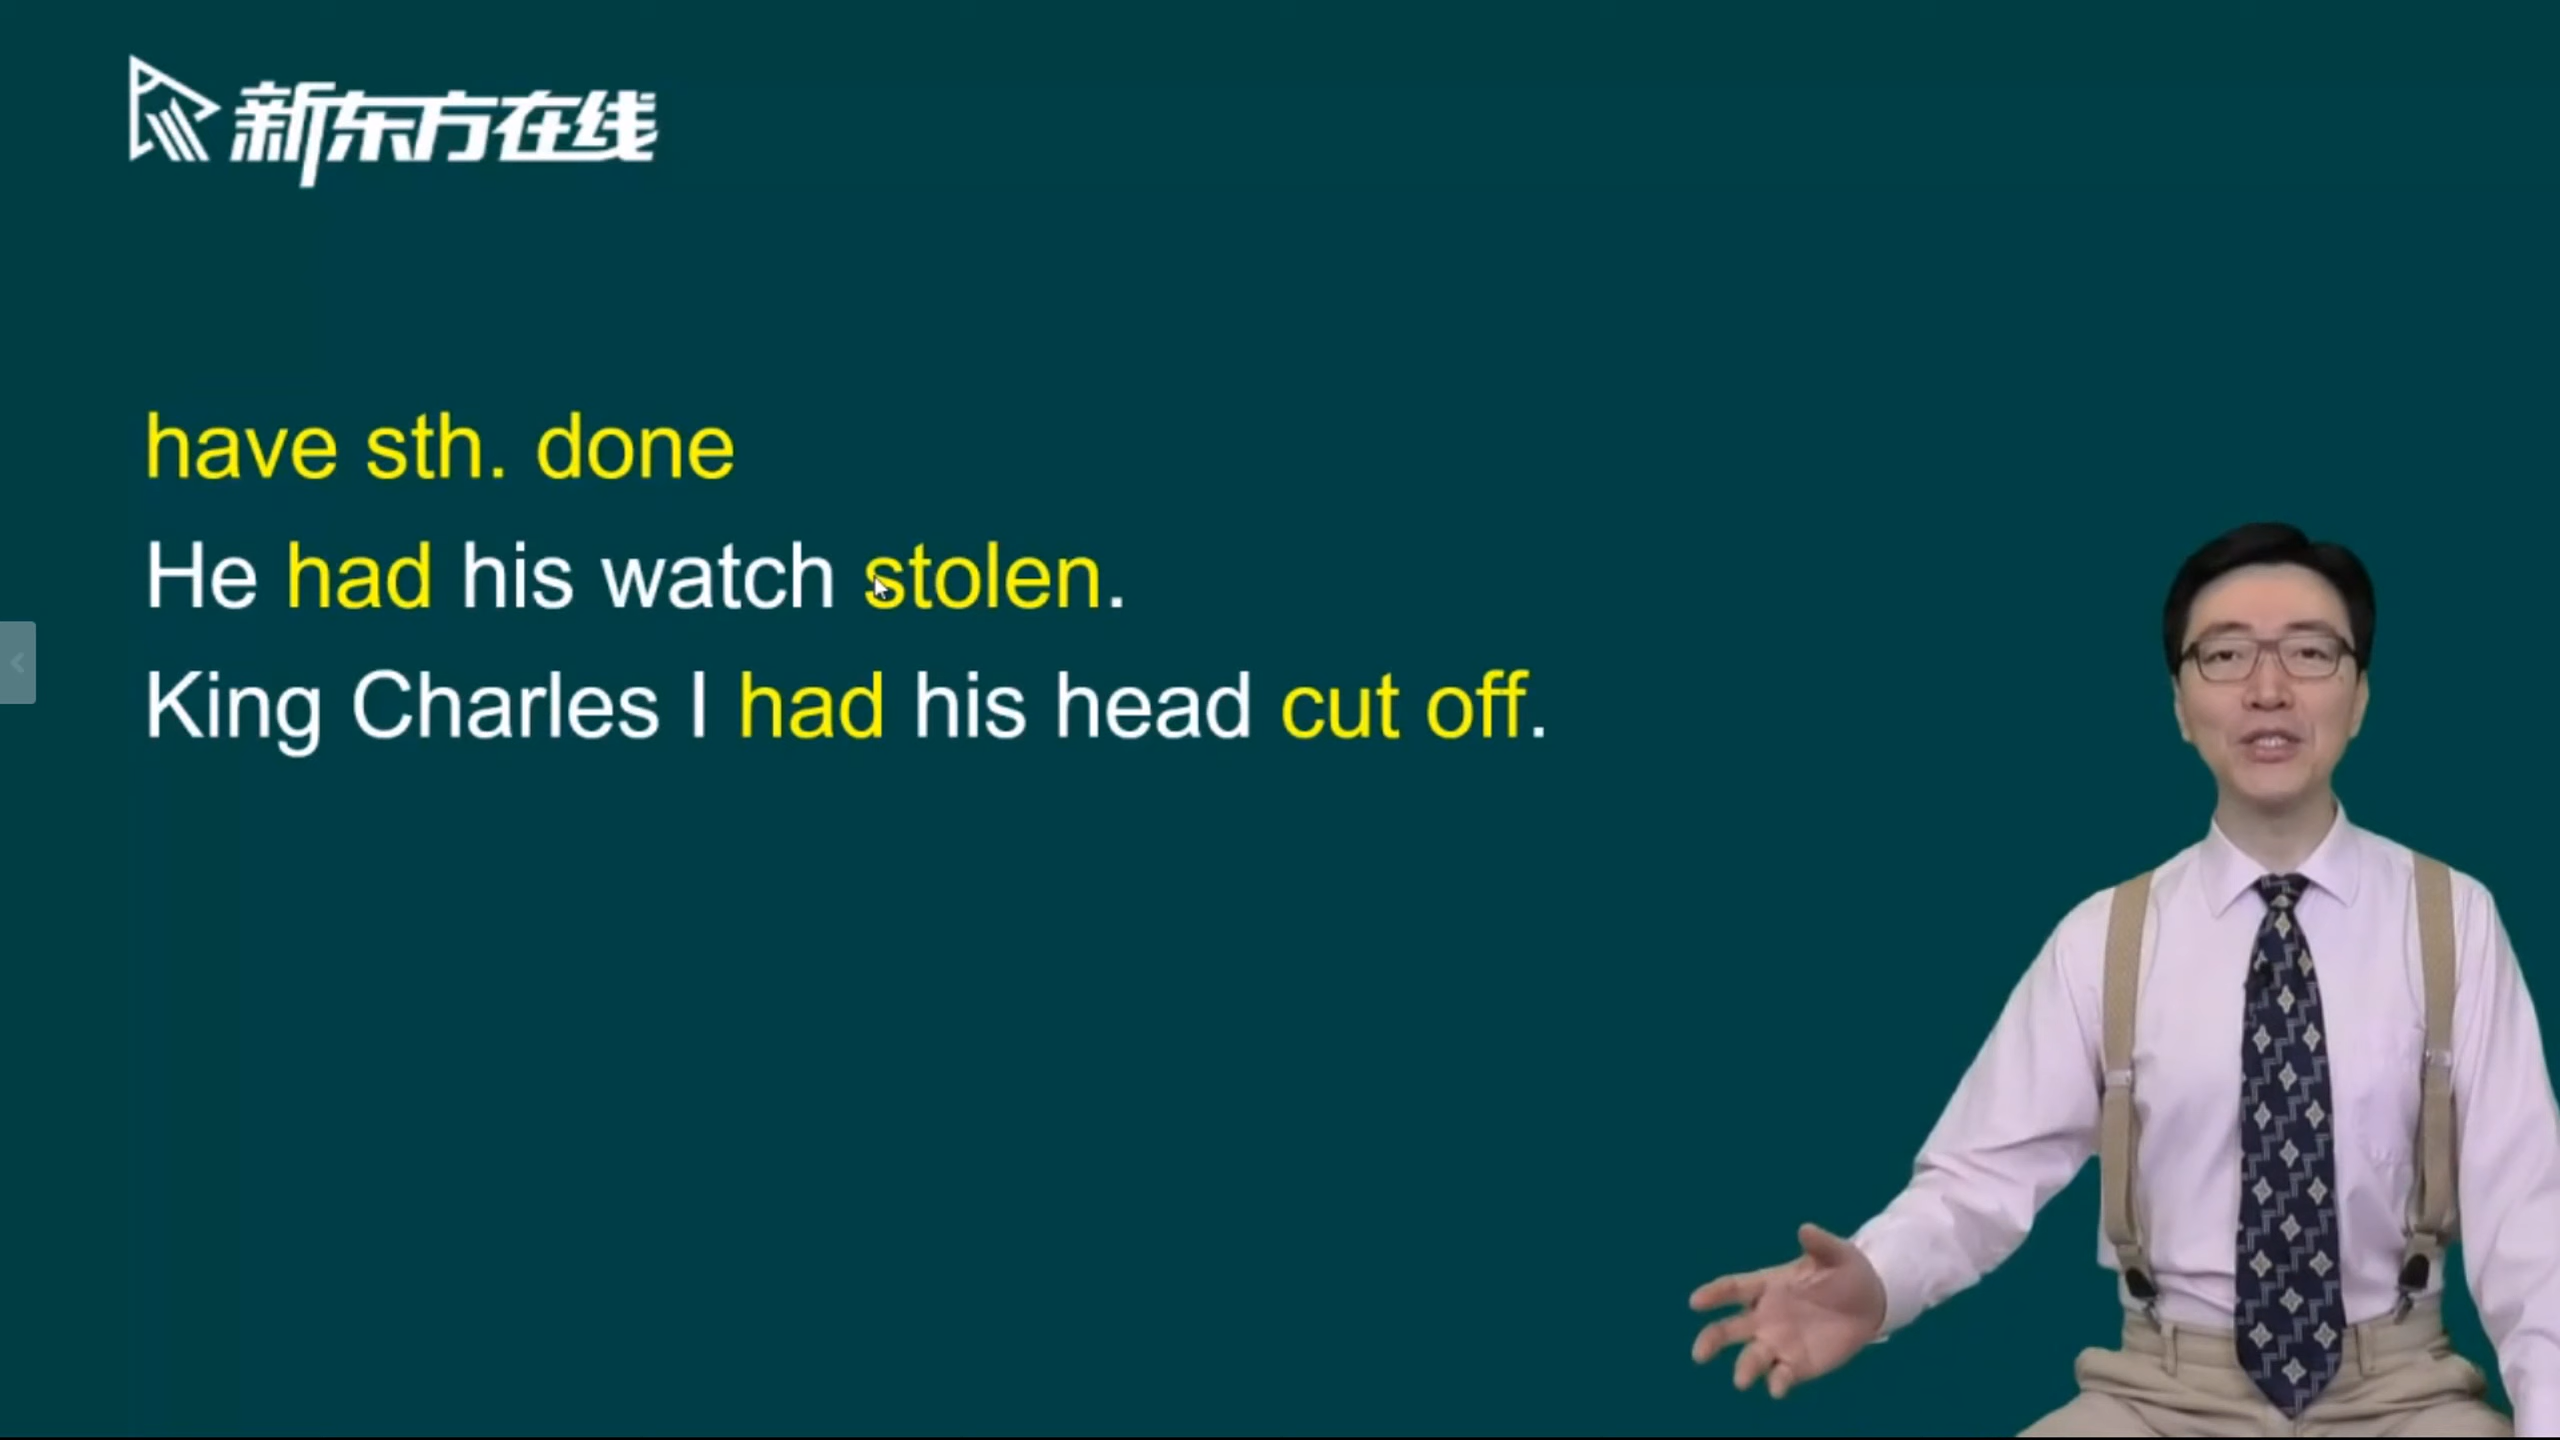 新东方在线
have sth. done
He had his watch stolen.
King Charles I had his head cut off.